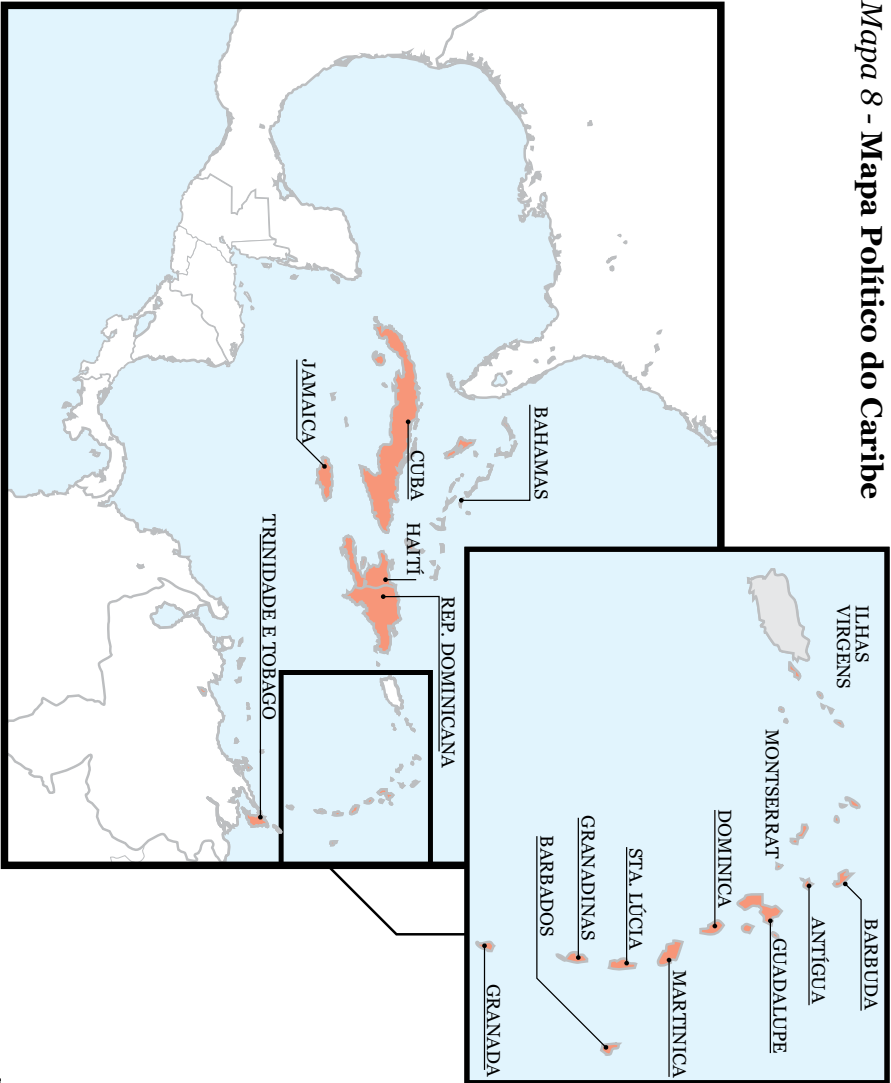 Mapa 8 - Mapa Político do Caribe
BAHAMAS
CUBA
JAMAICA
HAITÍ
REP. DOMINICANA
TRINIDADE E TOBAGO
ILHAS
VIRGENS
MONTSERRAT
BARBUDA
ANTÍGUA
GUADALUPE
DOMINICA
MARTINICA
STA. LÚCIA
GRANADINAS
BARBADOS
GRANADA